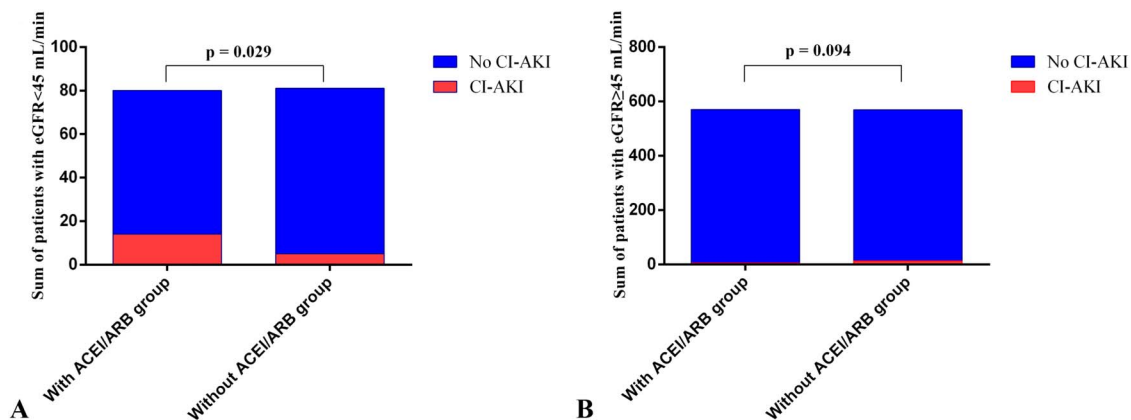 Sum of patients with eGFR<45 mL/min
100
80
60
40
20
0
p = 0.029
No CI-AKI
CI-AKI
With ACEI/ARB group
Without ACEI/ARB group
A
Sum of patients with eGFR≥45 mL/min
800
600
400
200
0
p = 0.094
No CI-AKI
CI-AKI
With ACEI/ARB group
Without ACEI/ARB group
B